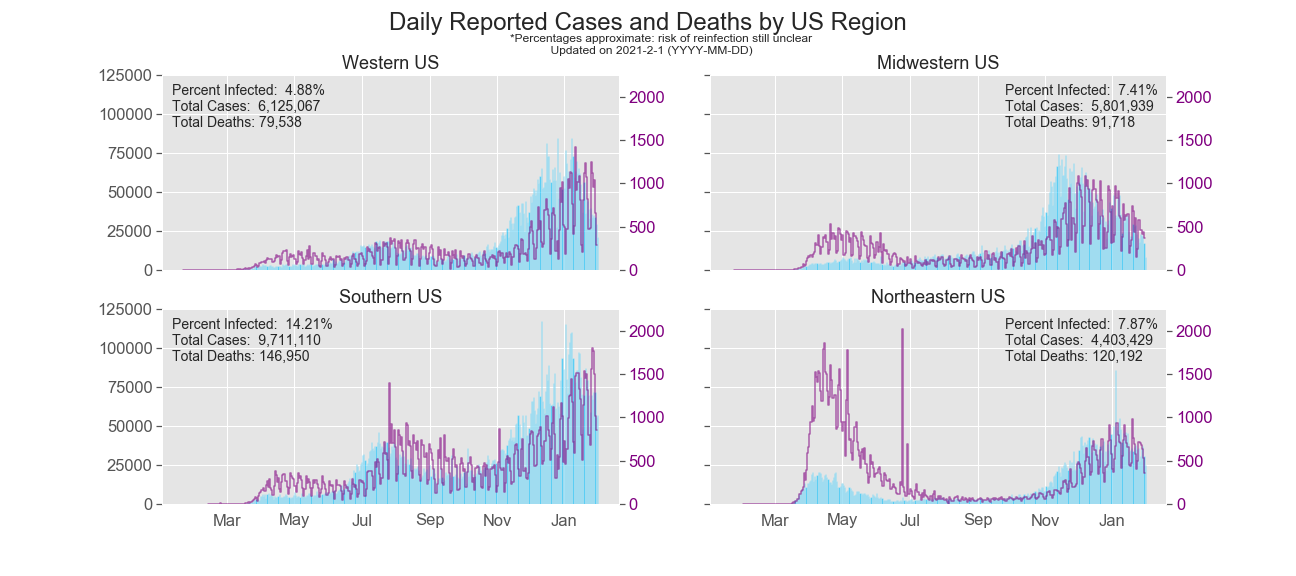 Daily Reported Cases and Deaths by US Region
*Percentages approximate: risk of reinfection still unclear
Updated on 2021-2-1 (YYYY-MM-DD)
Western US
125000
100000
75000
50000
25000
0
Percent Infected: 4.88%
Total Cases: 6,125,067
Total Deaths: 79,538
2000
1500
1000
500
0
Midwestern US
Percent Infected: 7.41%
Total Cases: 5,801,939
Total Deaths: 91,718
2000
1500
1000
500
0
Southern US
125000
100000
75000
50000
25000
0
Percent Infected: 14.21%
Total Cases: 9,711,110
Total Deaths: 146,950
2000
1500
1000
500
0
Mar May Jul Sep Nov Jan
Northeastern US
Percent Infected: 7.87%
Total Cases: 4,403,429
Total Deaths: 120,192
2000
1500
1000
500
0
Mar May Jul Sep Nov Jan